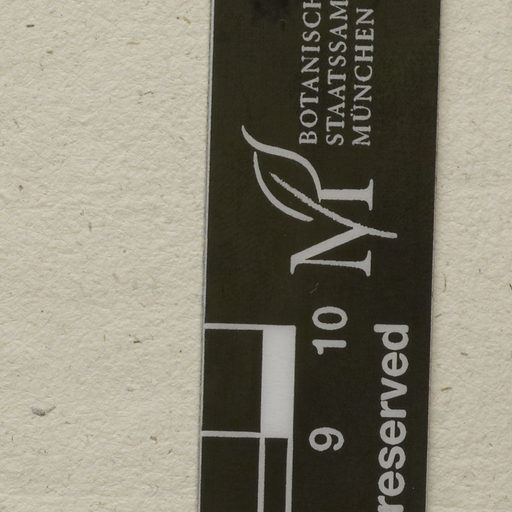 BOTANISCH
STAATSSAM
MÜNCHEN
M
9 10
reserved